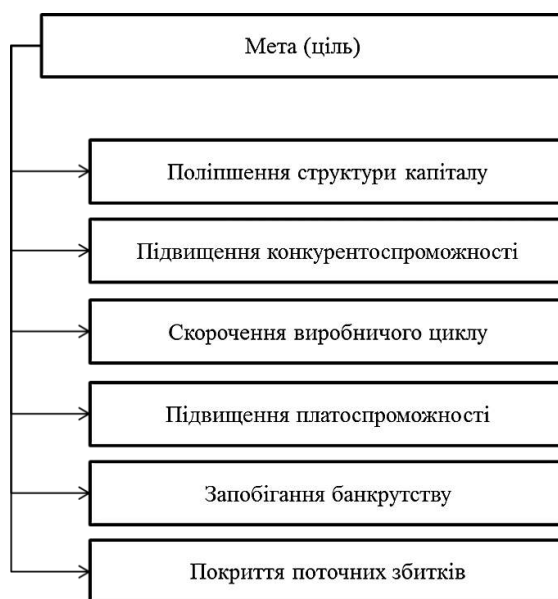 Мета (ціль)
Поліпшення структури капіталу
Підвищення конкурентоспроможності
Скорочення виробничого циклу
Підвищення платоспроможності
Запобігання банкрутству
Покриття поточних збитків